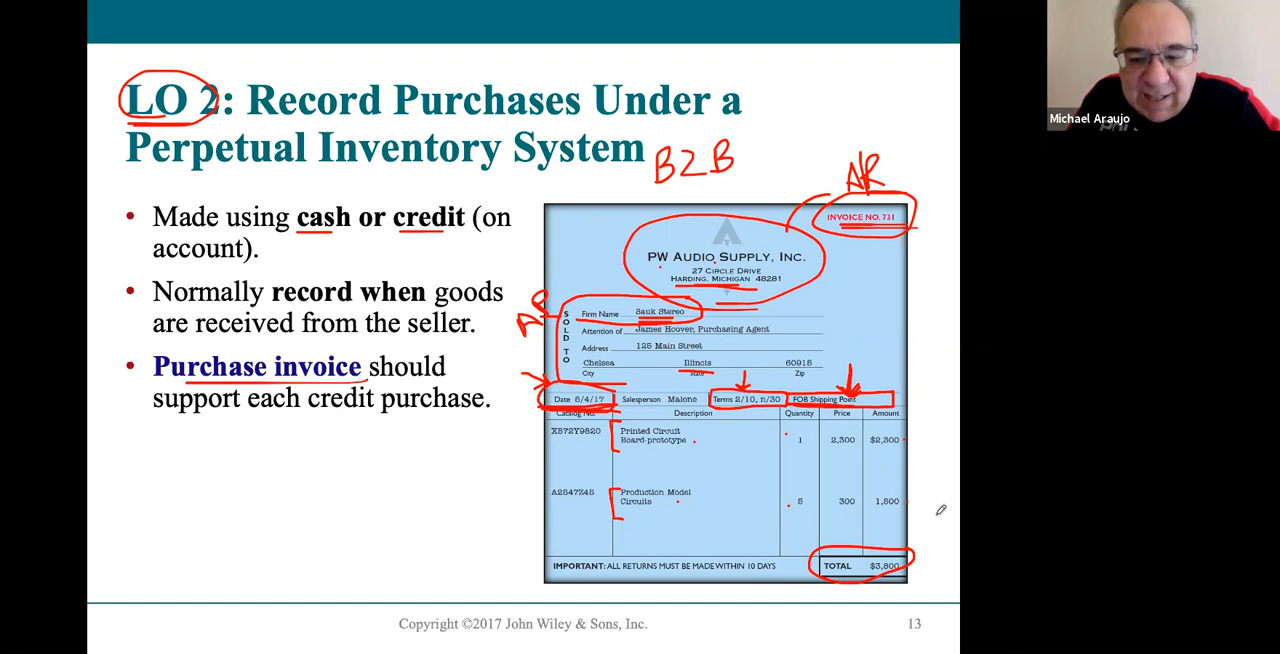 LO 2: Record Purchases Under a
Perpetual Inventory System
B2B
• Made using cash or credit (on
account).
• Normally record when goods
are received from the seller.
• Purchase invoice should
support each credit purchase.
AR
INVOICE NO. 731
PW AUDIO SUPPLY, INC.
27 CIRCLE DRIVE
HARDING, MICHIGAN 48281
AP
SOLD TO
Firm Name Sauk Stereo
Attention of James Hoover, Purchasing Agent
Address 125 Main Street
Chelsea Illinois 60915
City State Zip
Date 5/4/17 Salesperson Malone Terms 2/10, n/30 FOB Shipping Point
Catalog No. Description Quantity Price Amount
X572Y9820 Printed Circuit
Board-prototype 1 2,300 $2,300
A2547Z45 Production Model
Circuits 5 300 1,500
IMPORTANT: ALL RETURNS MUST BE MADE WITHIN 10 DAYS TOTAL $3,800
Copyright ©2017 John Wiley & Sons, Inc. 13
Michael Araujo